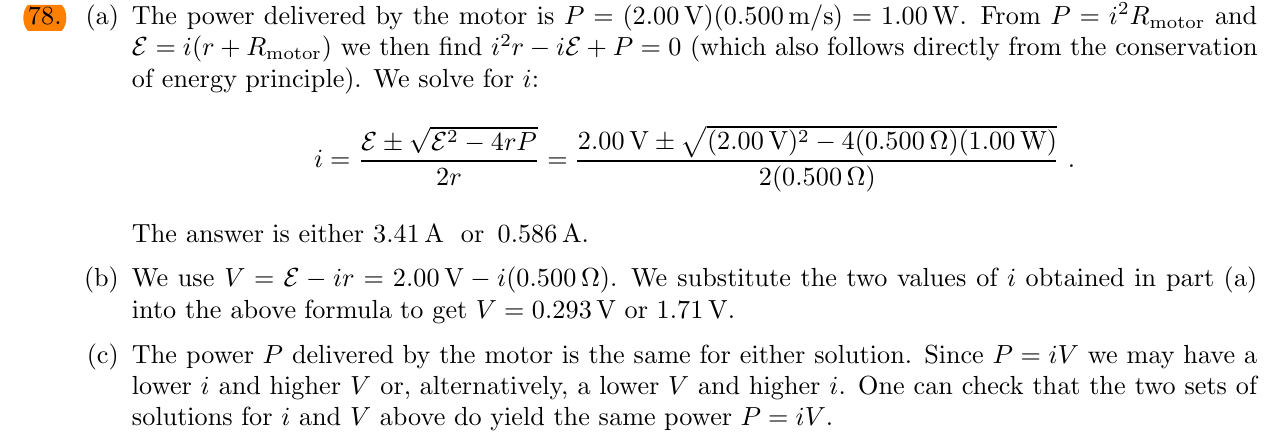 78. (a) The power delivered by the motor is P = (2.00 V)(0.500 m/s) = 1.00 W. From P = i²R_motor and
ℰ = i(r + R_motor) we then find i²r − iℰ + P = 0 (which also follows directly from the conservation
of energy principle). We solve for i:
i = \frac{ℰ ± \sqrt{ℰ² − 4rP}}{2r} = \frac{2.00 V ± \sqrt{(2.00 V)² − 4(0.500 Ω)(1.00 W)}}{2(0.500 Ω)} .
The answer is either 3.41 A or 0.586 A.
(b) We use V = ℰ − ir = 2.00 V − i(0.500 Ω). We substitute the two values of i obtained in part (a)
into the above formula to get V = 0.293 V or 1.71 V.
(c) The power P delivered by the motor is the same for either solution. Since P = iV we may have a
lower i and higher V or, alternatively, a lower V and higher i. One can check that the two sets of
solutions for i and V above do yield the same power P = iV.